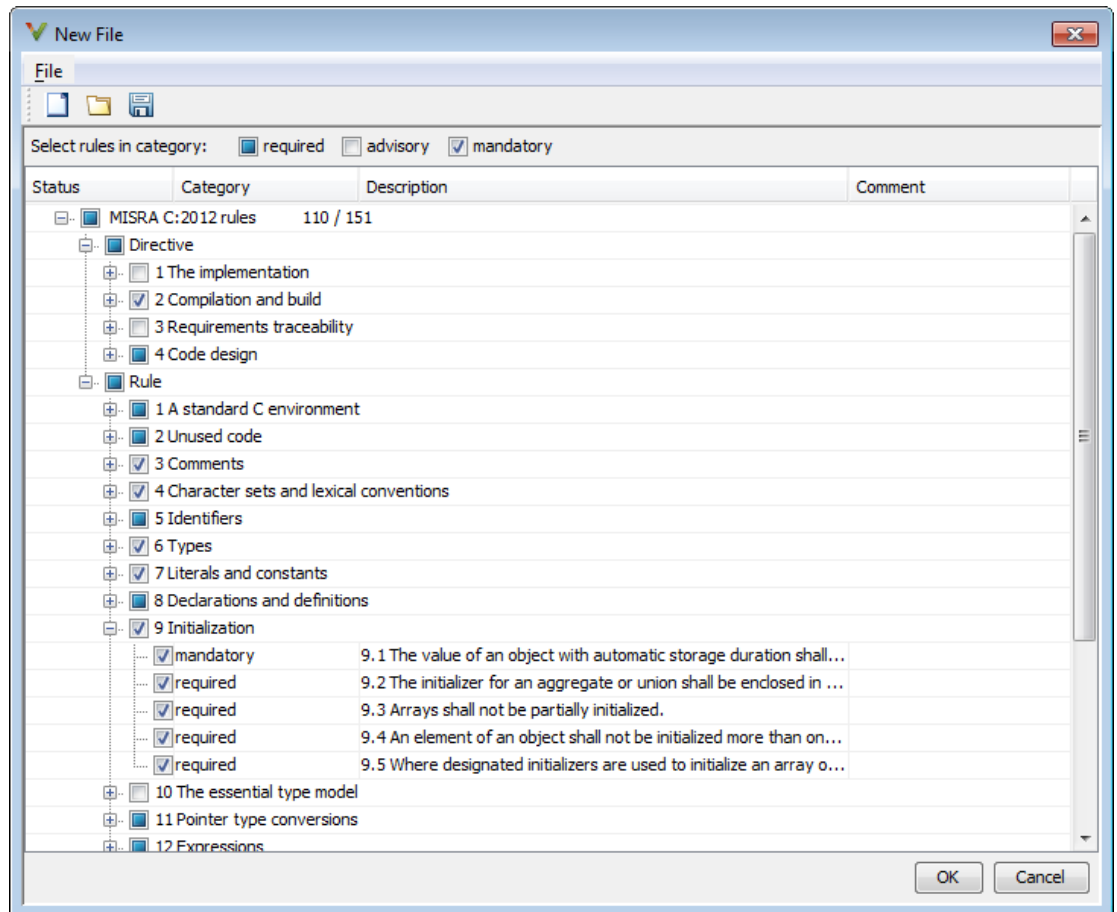 New File
File
Select rules in category: required advisory mandatory
Status Category Description Comment
MISRA C:2012 rules 110 / 151
Directive
1 The implementation
2 Compilation and build
3 Requirements traceability
4 Code design
Rule
1 A standard C environment
2 Unused code
3 Comments
4 Character sets and lexical conventions
5 Identifiers
6 Types
7 Literals and constants
8 Declarations and definitions
9 Initialization
mandatory 9.1 The value of an object with automatic storage duration shall...
required 9.2 The initializer for an aggregate or union shall be enclosed in ...
required 9.3 Arrays shall not be partially initialized.
required 9.4 An element of an object shall not be initialized more than on...
required 9.5 Where designated initializers are used to initialize an array o...
10 The essential type model
11 Pointer type conversions
12 Expressions
OK Cancel